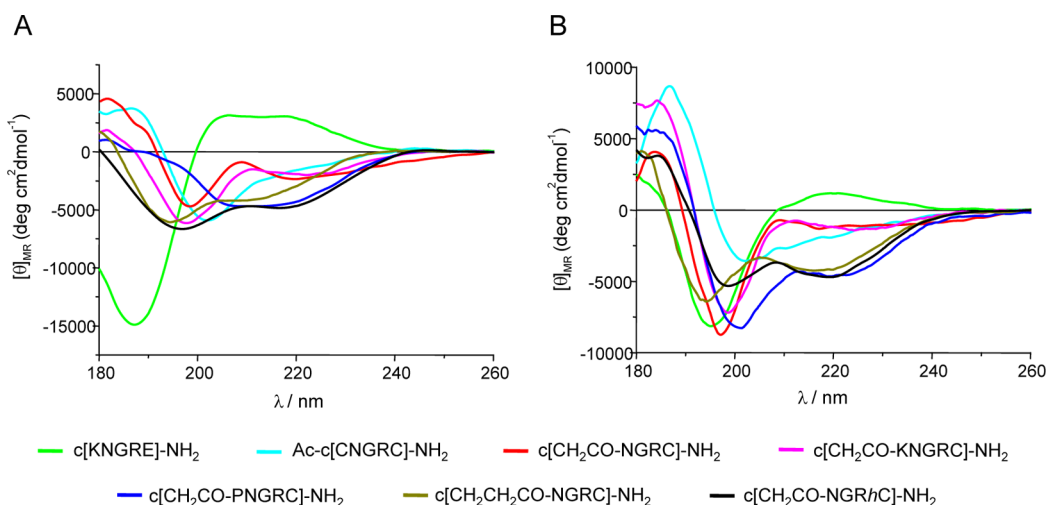 A
B
[θ]MR (deg cm²dmol⁻¹)
5000
0
-5000
-10000
-15000
180 200 220 240 260
λ / nm
[θ]MR (deg cm²dmol⁻¹)
10000
5000
0
-5000
-10000
180 200 220 240 260
λ / nm
c[KNGRE]-NH₂ Ac-c[CNGRC]-NH₂ c[CH₂CO-NGRC]-NH₂ c[CH₂CO-KNGRC]-NH₂
c[CH₂CO-PNGRC]-NH₂ c[CH₂CH₂CO-NGRC]-NH₂ c[CH₂CO-NGRhC]-NH₂